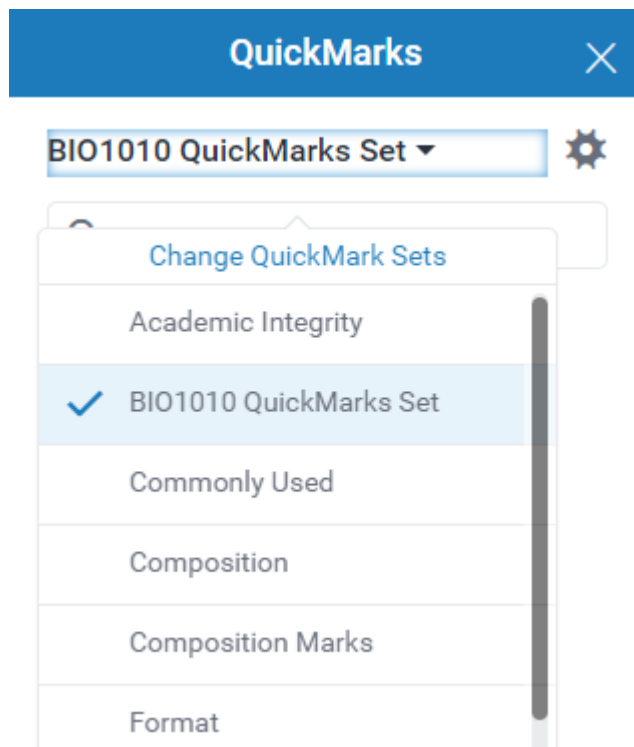 QuickMarks
BIO1010 QuickMarks Set
Change QuickMark Sets
Academic Integrity
BIO1010 QuickMarks Set
Commonly Used
Composition
Composition Marks
Format